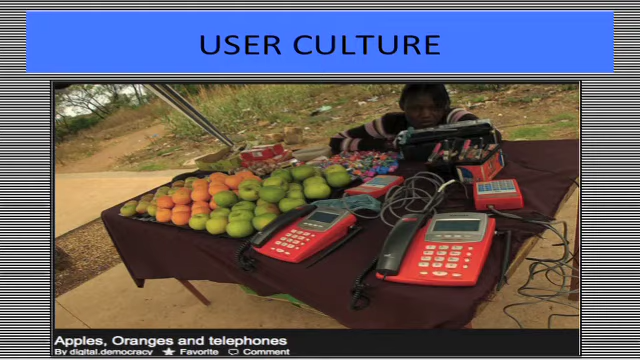 USER CULTURE
Apples, Oranges and telephones
By digital.democracy Favorite Comment